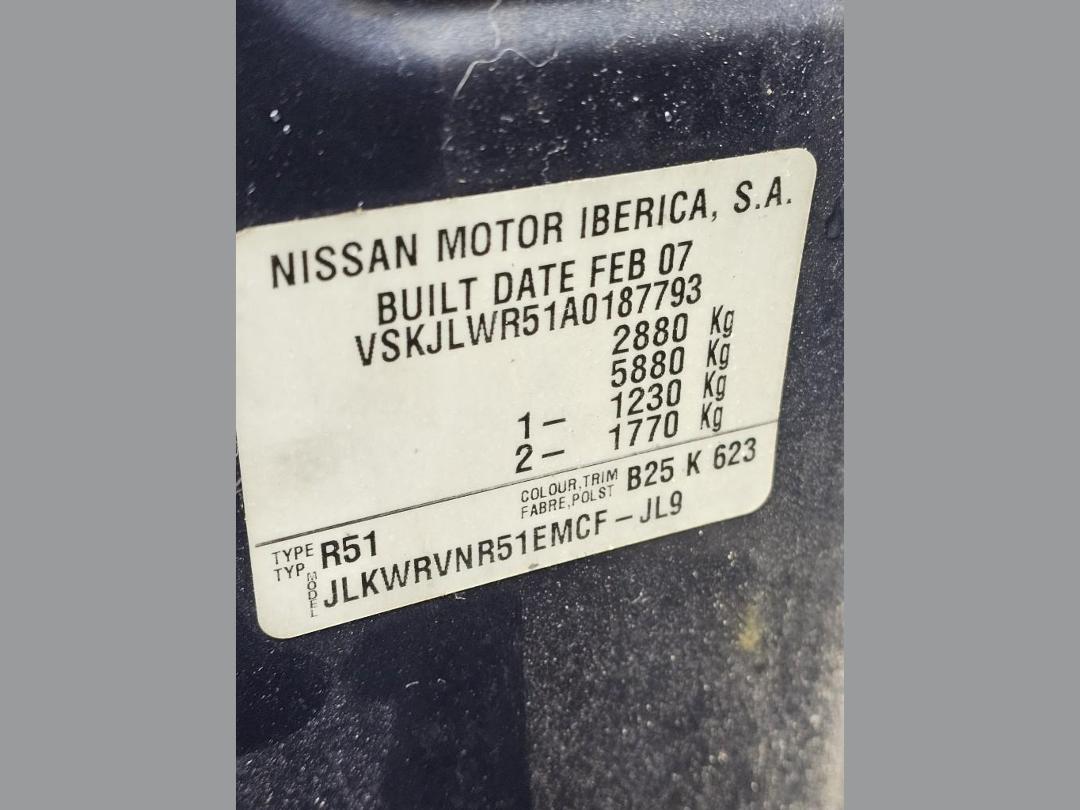 NISSAN MOTOR IBERICA, S.A.
BUILT DATE FEB 07
VSKJLWR51A0187793
2880 Kg
5880 Kg
1 – 1230 Kg
2 – 1770 Kg
TYPE TYP R51
COLOUR,TRIM FABRE,POLST B25 K 623
MODEL JLKWRVNR51EMCF – JL9